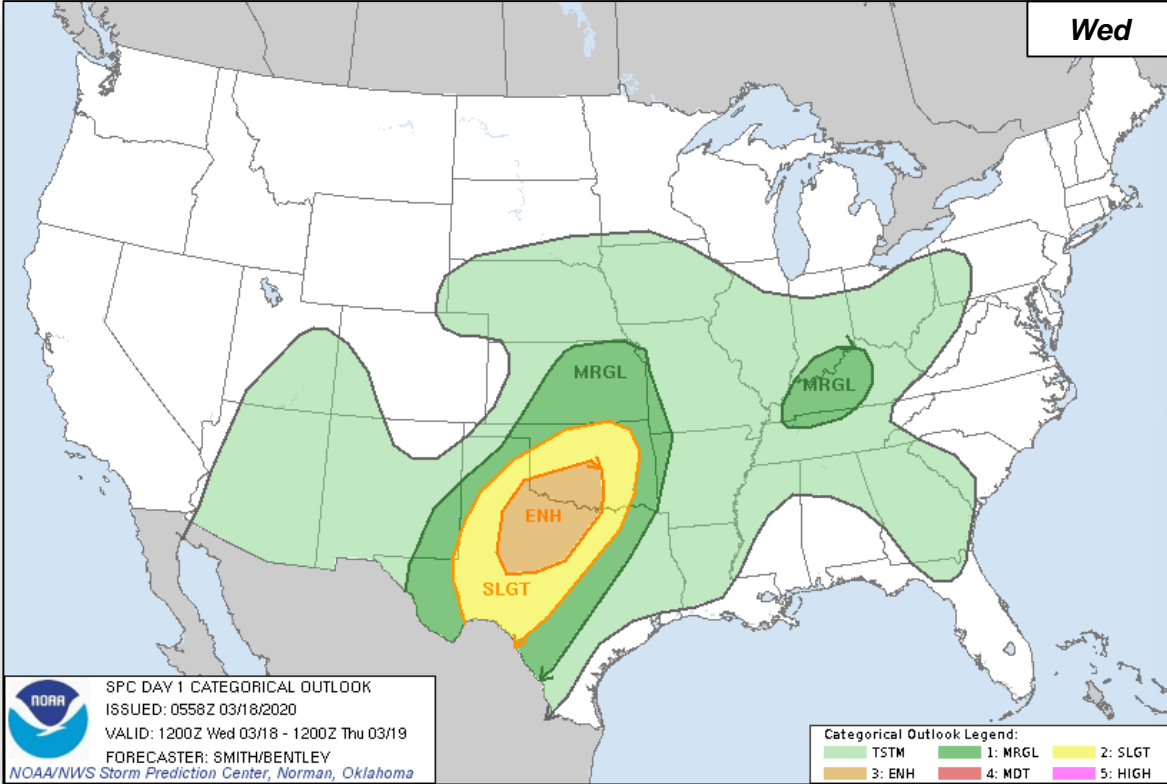 Wed
MRGL
MRGL
ENH
SLGT
NOAA
SPC DAY 1 CATEGORICAL OUTLOOK
ISSUED: 0558Z 03/18/2020
VALID: 1200Z Wed 03/18 - 1200Z Thu 03/19
FORECASTER: SMITH/BENTLEY
NOAA/NWS Storm Prediction Center, Norman, Oklahoma
Categorical Outlook Legend:
TSTM 1: MRGL 2: SLGT
3: ENH 4: MDT 5: HIGH